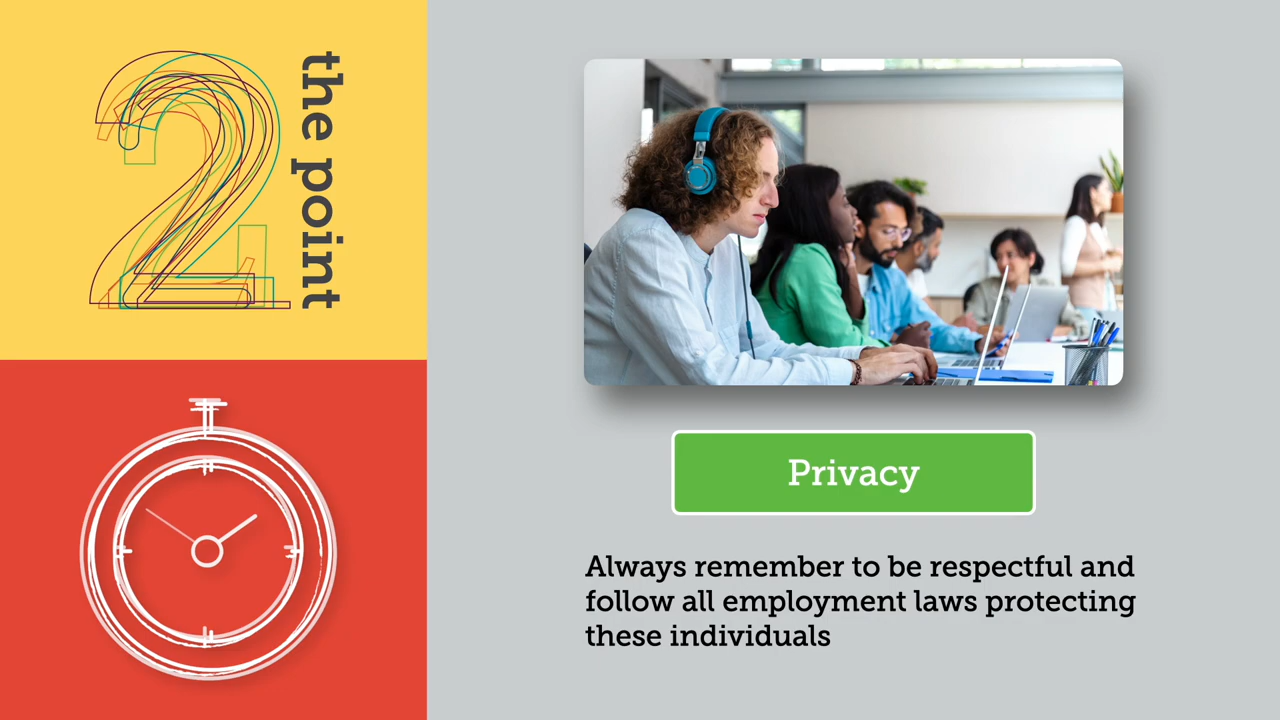 2
the point
Privacy
Always remember to be respectful and
follow all employment laws protecting
these individuals